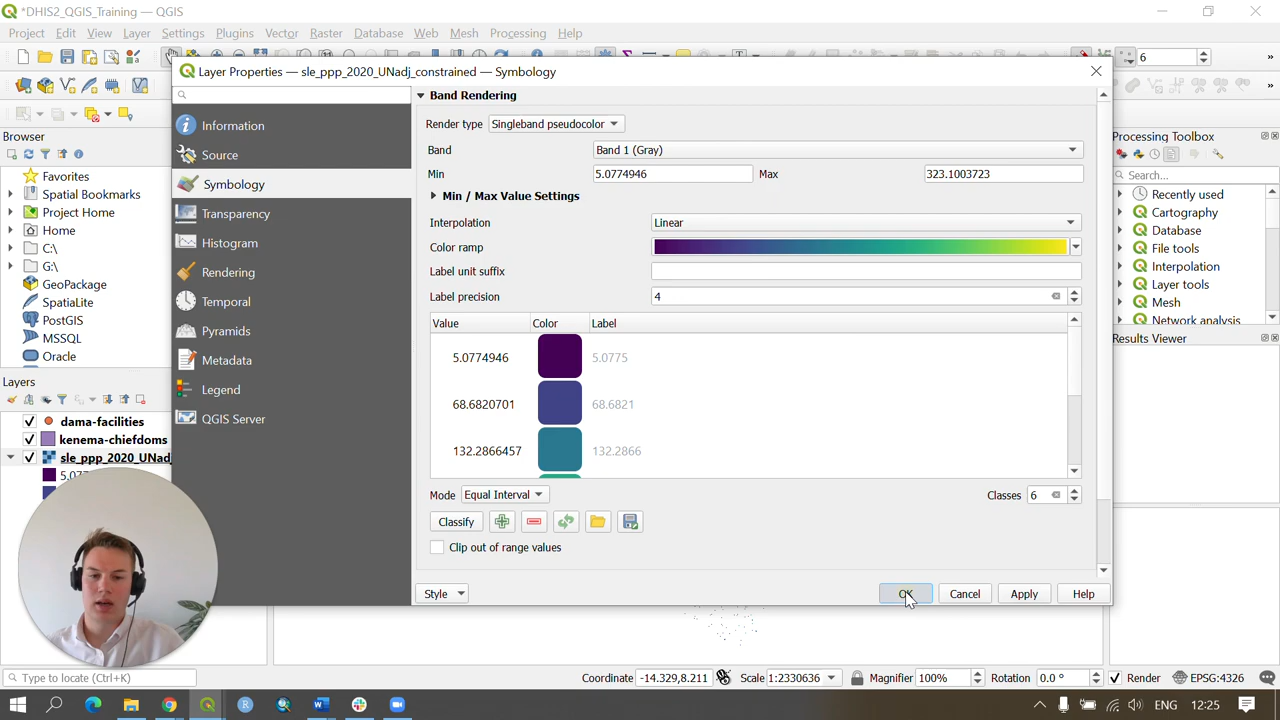 *DHIS2_QGIS_Training — QGIS
Project Edit View Layer Settings Plugins Vector Raster Database Web Mesh Processing Help
6
Layer Properties — sle_ppp_2020_UNadj_constrained — Symbology
Information
Source
Symbology
Transparency
Histogram
Rendering
Temporal
Pyramids
Metadata
Legend
QGIS Server
Band Rendering
Render type Singleband pseudocolor
Band Band 1 (Gray)
Min 5.0774946 Max 323.1003723
Min / Max Value Settings
Interpolation Linear
Color ramp
Label unit suffix
Label precision 4
Value Color Label
5.0774946 5.0775
68.6820701 68.6821
132.2866457 132.2866
Mode Equal Interval Classes 6
Classify
Clip out of range values
Style OK Cancel Apply Help
Browser
Favorites
Spatial Bookmarks
Project Home
Home
C:\
G:\
GeoPackage
SpatiaLite
PostGIS
MSSQL
Oracle
Layers
dama-facilities
kenema-chiefdoms
sle_ppp_2020_UNadj
5.077
Processing Toolbox
Search...
Recently used
Cartography
Database
File tools
Interpolation
Layer tools
Mesh
Network analysis
Results Viewer
Type to locate (Ctrl+K)
Coordinate -14.329,8.211 Scale 1:2330636 Magnifier 100% Rotation 0.0 ° Render EPSG:4326
ENG 12:25